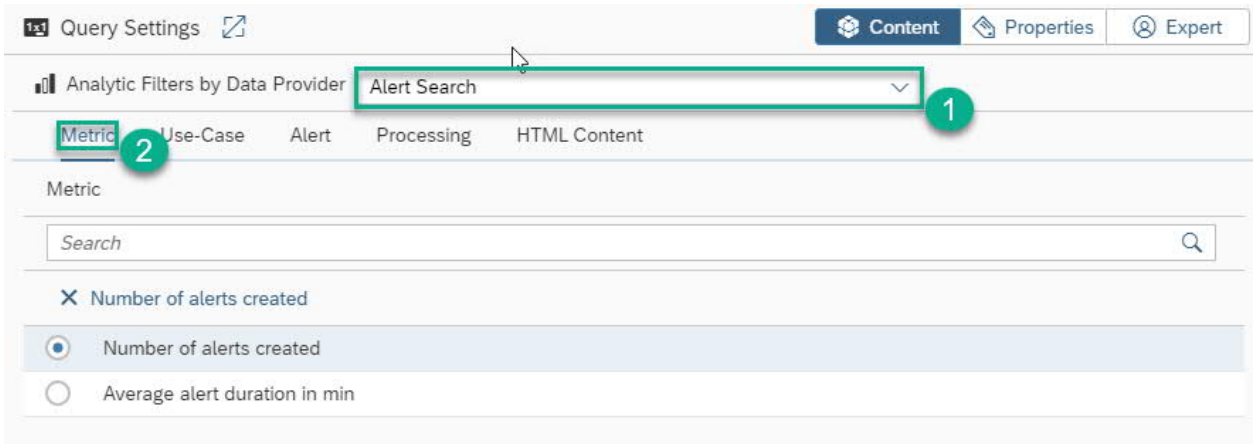 1x1 Query Settings Content Properties Expert
Analytic Filters by Data Provider Alert Search
1
Metric Use-Case Alert Processing HTML Content
2
Metric
Search
Number of alerts created
Number of alerts created
Average alert duration in min